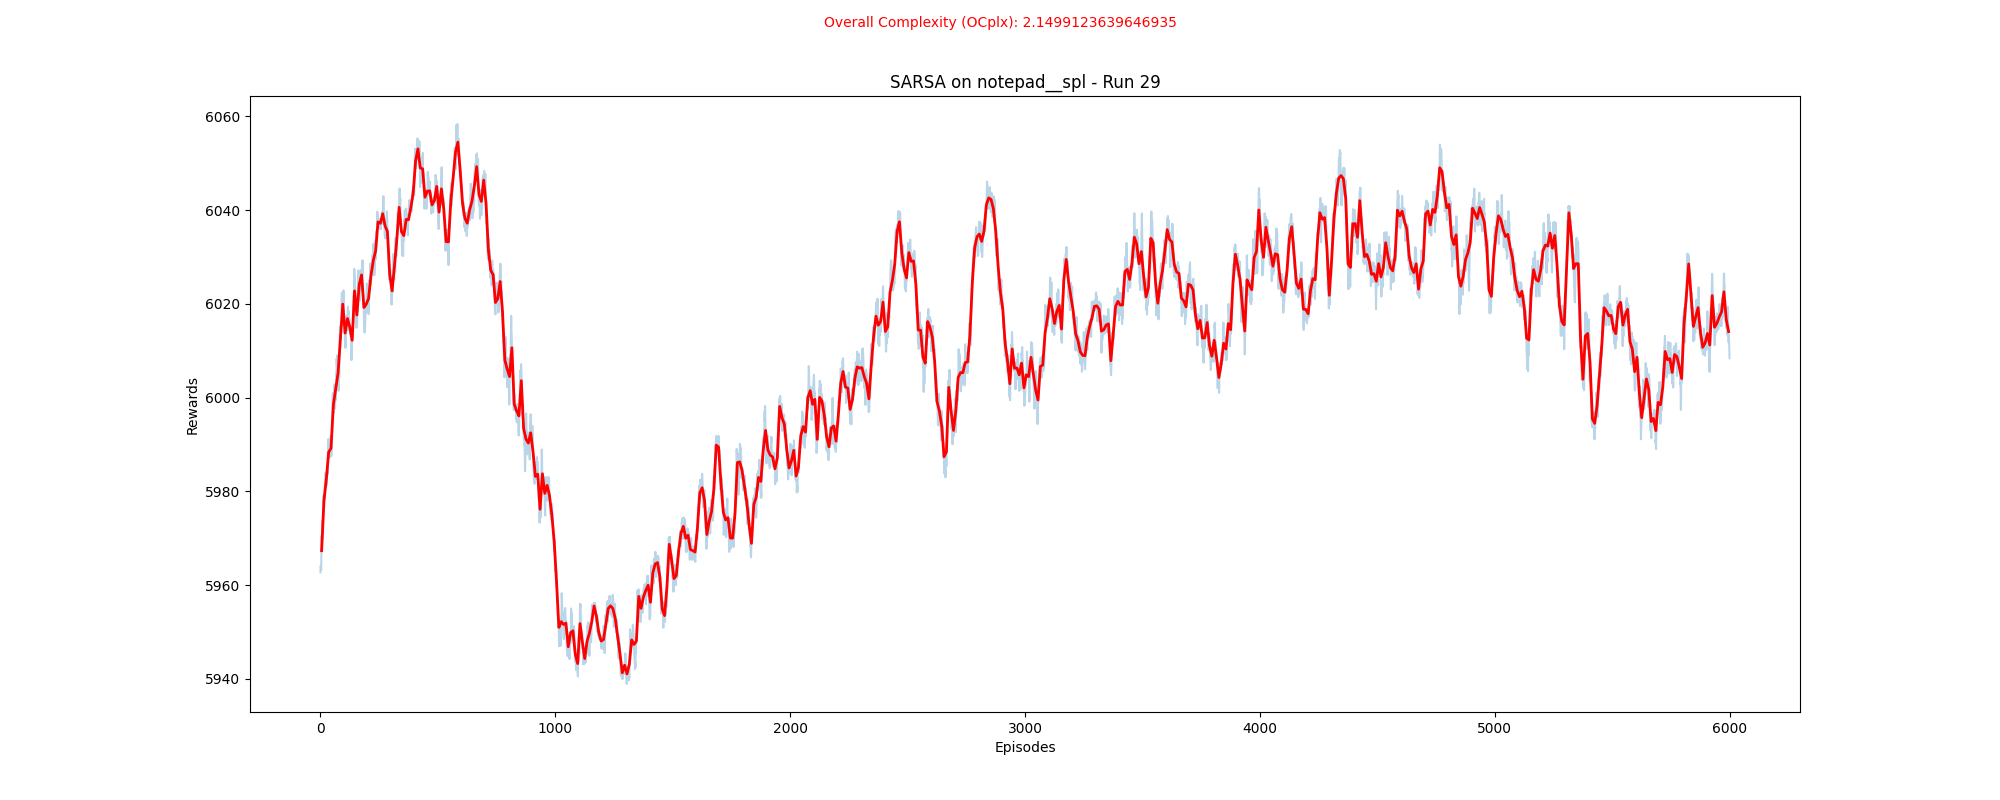 Overall Complexity (OCplx): 2.1499123639646935
SARSA on notepad__spl - Run 29
6060
6040
6020
6000
5980
5960
5940
Rewards
0 1000 2000 3000 4000 5000 6000
Episodes